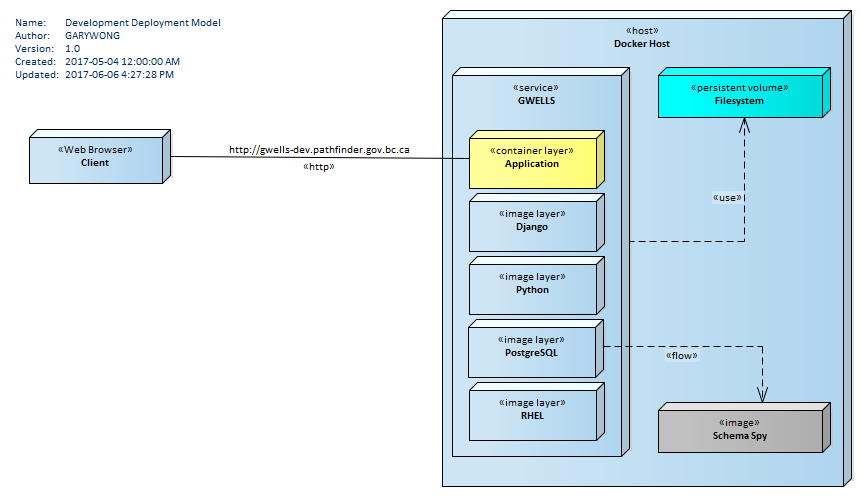 Name: Development Deployment Model
Author: GARYWONG
Version: 1.0
Created: 2017-05-04 12:00:00 AM
Updated: 2017-06-06 4:27:28 PM
«host»
Docker Host
«service»
GWELLS
«persistent volume»
Filesystem
«Web Browser»
Client
http://gwells-dev.pathfinder.gov.bc.ca
«http»
«container layer»
Application
«use»
«image layer»
Django
«image layer»
Python
«image layer»
PostgreSQL
«flow»
«image layer»
RHEL
«image»
Schema Spy